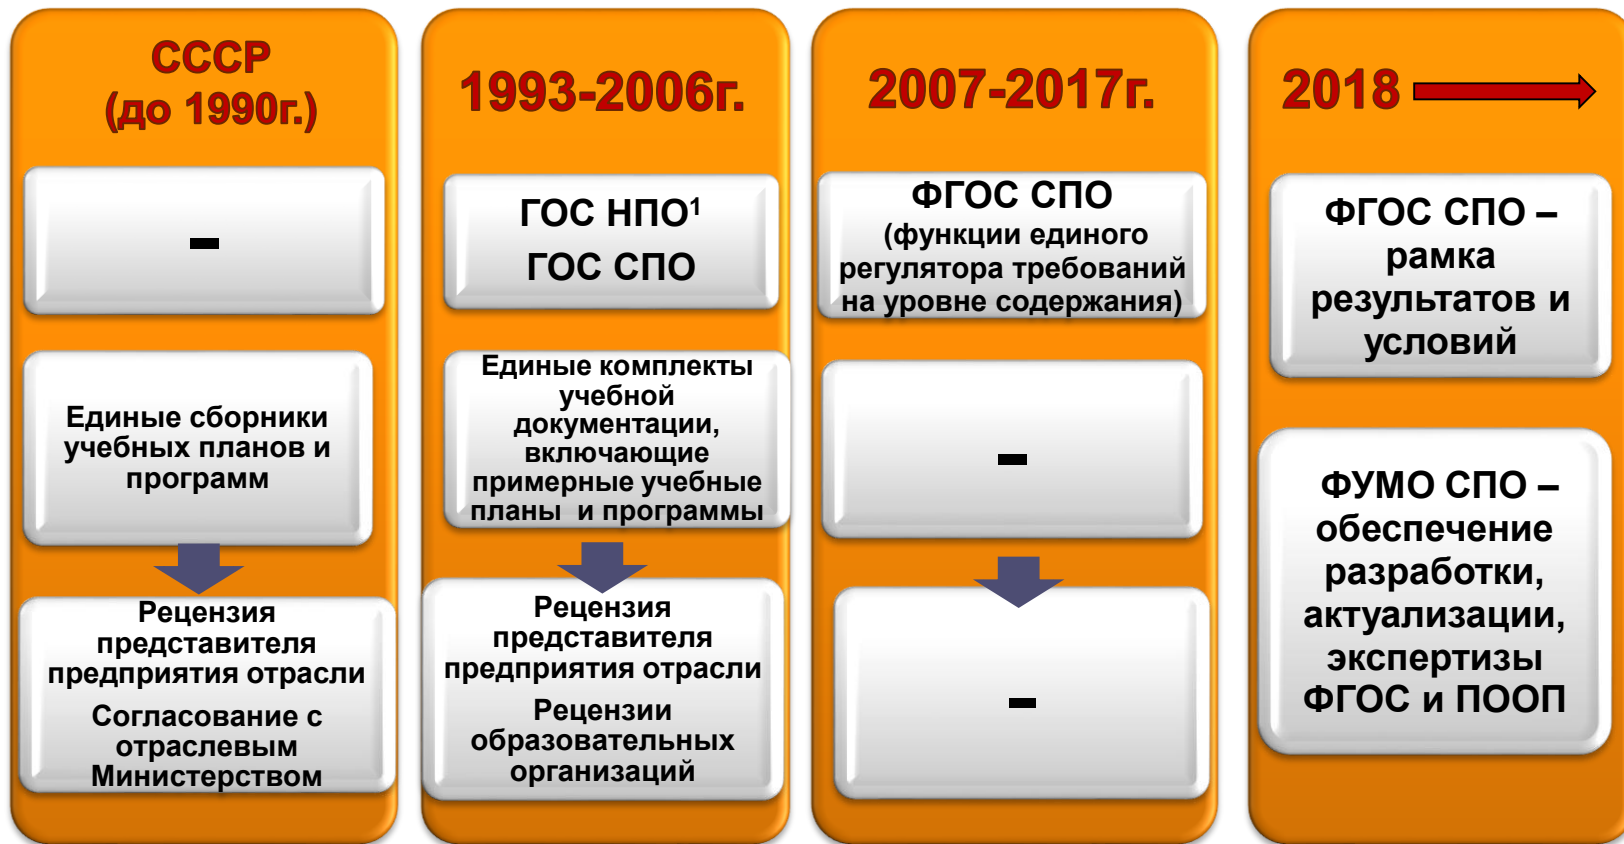 СССР
(до 1990г.)
-
Единые сборники
учебных планов и
программ
Рецензия
представителя
предприятия отрасли
Согласование с
отраслевым
Министерством
1993-2006г.
ГОС НПО¹
ГОС СПО
Единые комплекты
учебной
документации,
включающие
примерные учебные
планы и программы
Рецензия
представителя
предприятия отрасли
Рецензии
образовательных
организаций
2007-2017г.
ФГОС СПО
(функции единого
регулятора требований
на уровне содержания)
-
-
2018
ФГОС СПО –
рамка
результатов и
условий
ФУМО СПО –
обеспечение
разработки,
актуализации,
экспертизы
ФГОС и ПООП